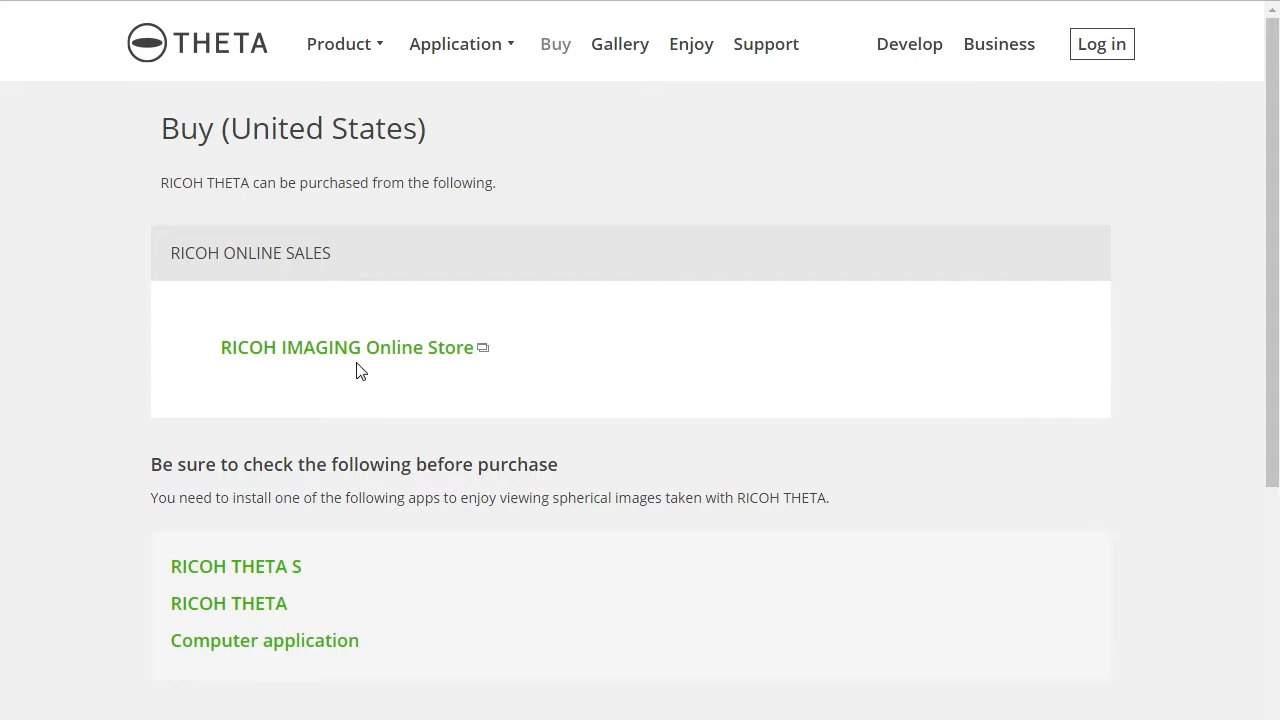 THETA Product Application Buy Gallery Enjoy Support Develop Business Log in
Buy (United States)
RICOH THETA can be purchased from the following.
RICOH ONLINE SALES
RICOH IMAGING Online Store
Be sure to check the following before purchase
You need to install one of the following apps to enjoy viewing spherical images taken with RICOH THETA.
RICOH THETA S
RICOH THETA
Computer application